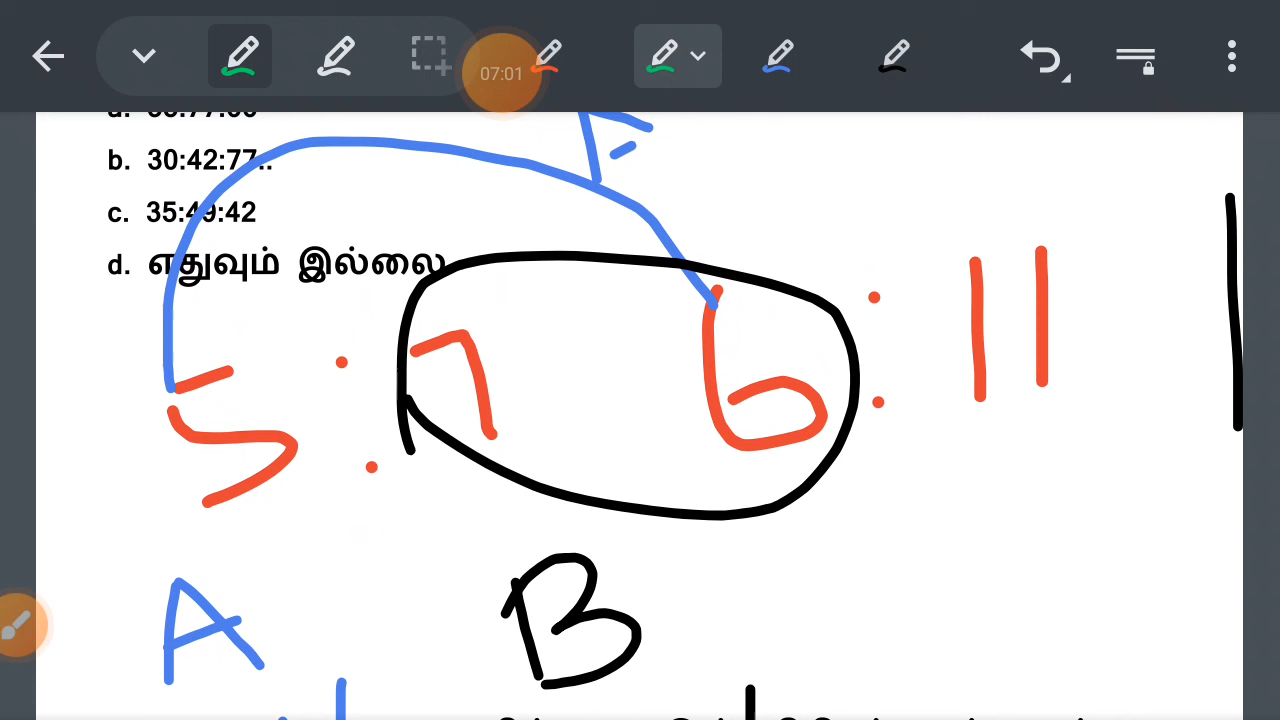 07:01
b. 30:42:77..
c. 35:49:42
d. எதுவும் இல்லை
5 : 7 6 : 11
A B